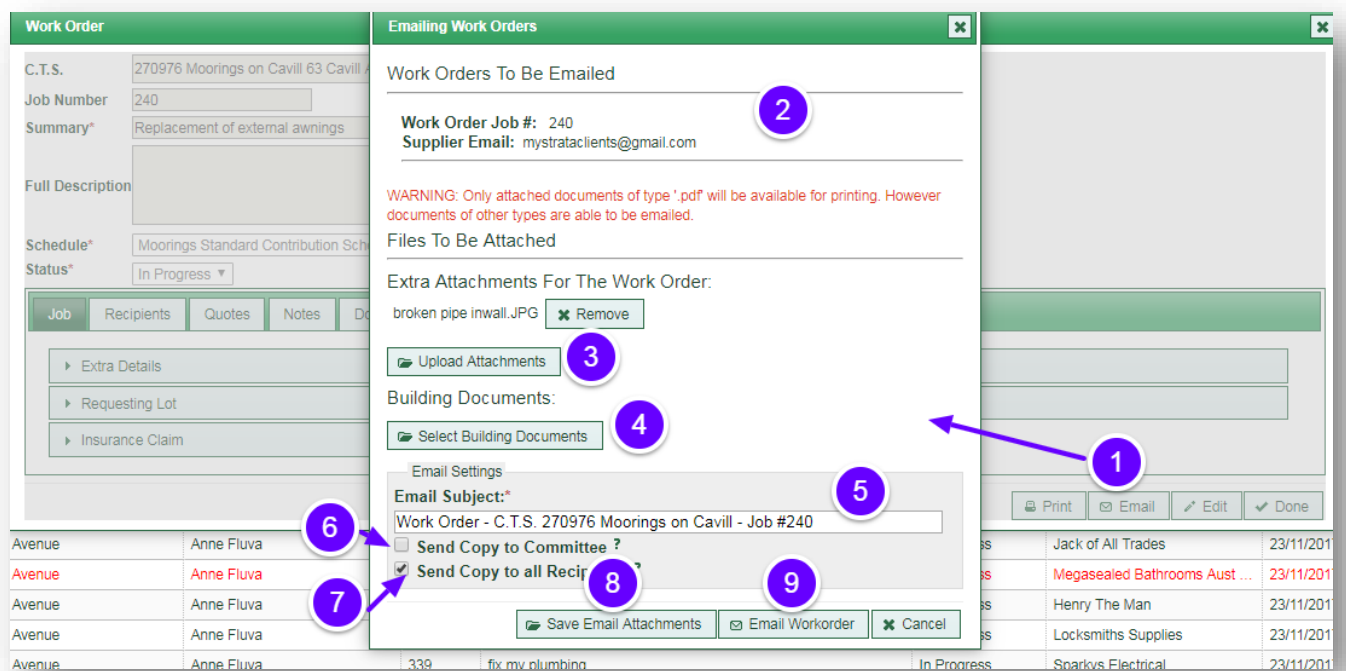 Work Order
C.T.S. 270976 Moorings on Cavill 63 Cavill
Job Number 240
Summary* Replacement of external awnings
Full Description
Schedule* Moorings Standard Contribution
Status* In Progress
Job Recipients Quotes Notes
Extra Details
Requesting Lot
Insurance Claim
Emailing Work Orders
Work Orders To Be Emailed
2
Work Order Job #: 240
Supplier Email: mystrataclients@gmail.com
WARNING: Only attached documents of type '.pdf' will be available for printing. However
documents of other types are able to be emailed.
Files To Be Attached
Extra Attachments For The Work Order:
broken pipe inwall.JPG Remove
Upload Attachments 3
Building Documents:
Select Building Documents 4
1
Email Settings
5
Email Subject:*
Work Order - C.T.S. 270976 Moorings on Cavill - Job #240
6 Send Copy to Committee ?
7 Send Copy to all
8
9
Save Email Attachments Email Workorder Cancel
Print Email Edit Done
Avenue Anne Fluva Jack of All Trades 23/11/201
Avenue Anne Fluva Megasealed Bathrooms Aust ... 23/11/201
Avenue Anne Fluva Henry The Man 23/11/201
Avenue Anne Fluva Locksmiths Supplies 23/11/201
Avenue Anne Fluva 339 fix my plumbing In Progress Sparkys Electrical 23/11/201